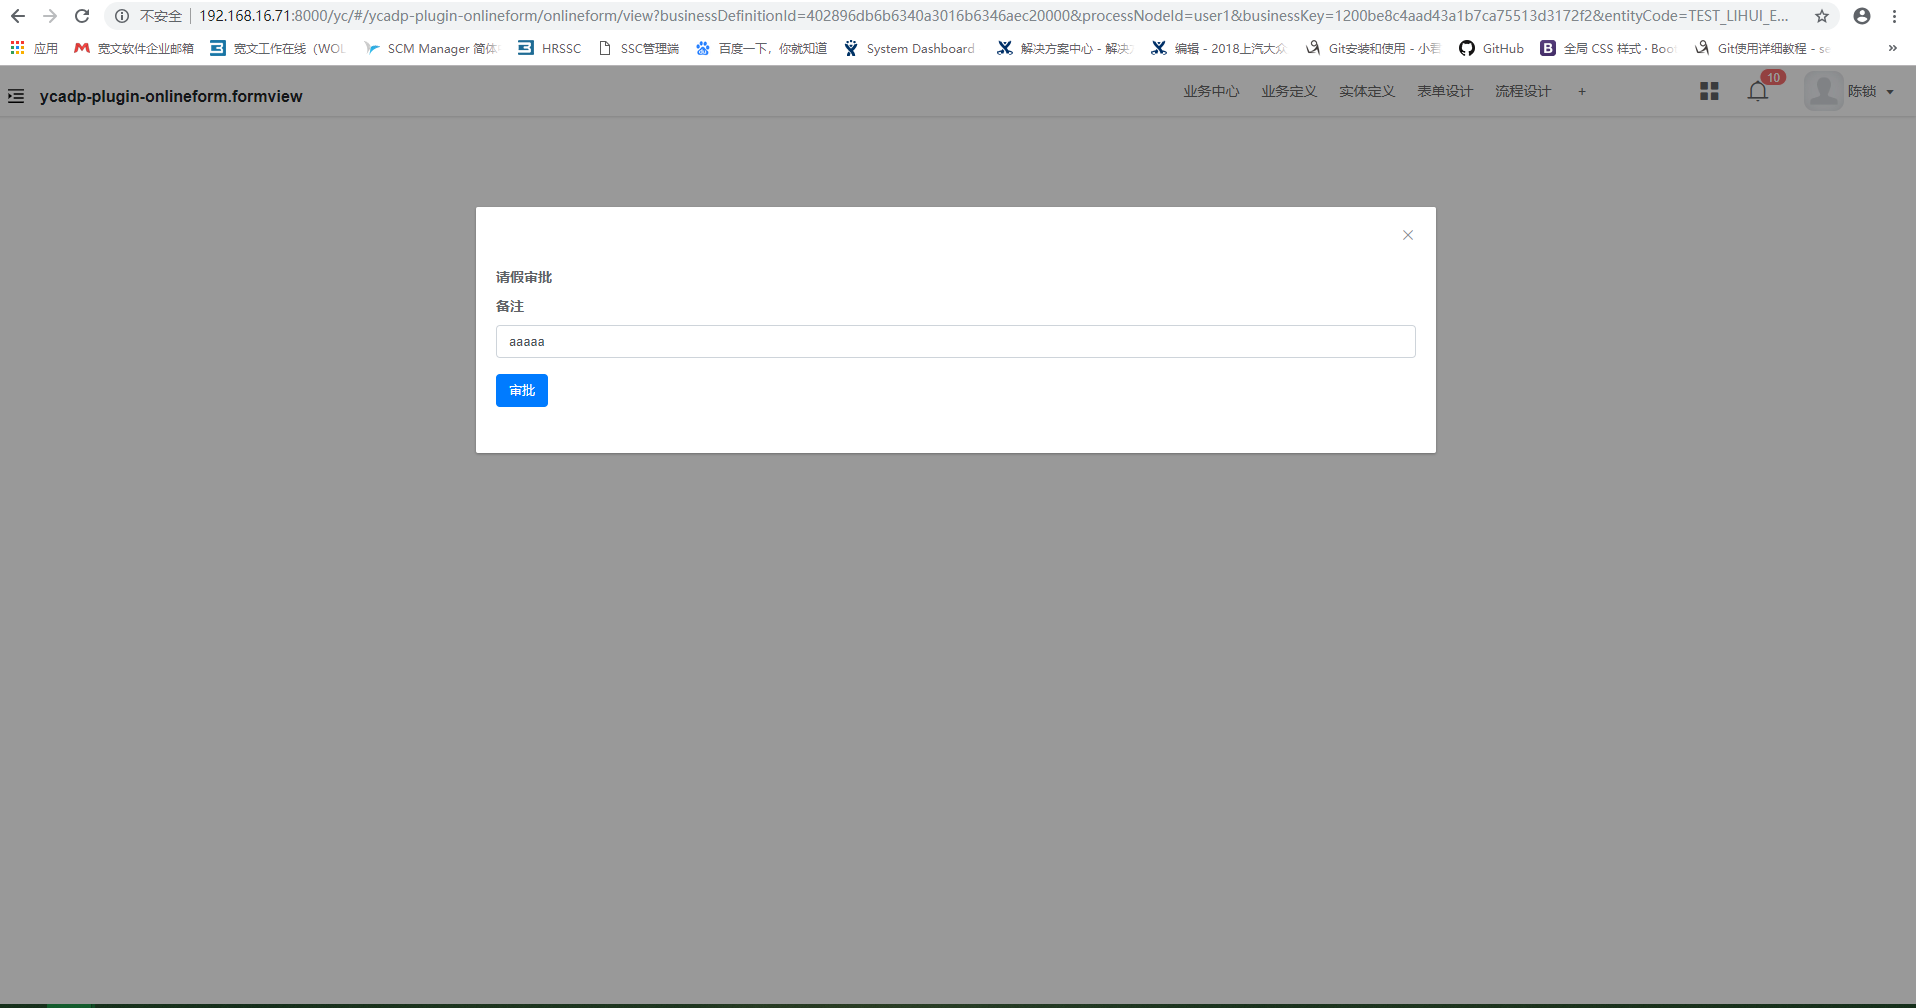 不安全 192.168.16.71:8000/yc/#/ycadp-plugin-onlineform/onlineform/view?businessDefinitionId=402896db6b6340a3016b6346aec20000&processNodeId=user1&businessKey=1200be8c4aad43a1b7ca75513d3172f2&entityCode=TEST_LIHUI_E...
应用 宽文软件企业邮箱 宽文工作在线（WOL SCM Manager 简体 HRSSC SSC管理端 百度一下，你就知道 System Dashboard 解决方案中心 - 解决 编辑 - 2018上汽大众 Git安装和使用 - 小君 GitHub 全局 CSS 样式 · Boo Git使用详细教程 - se »
ycadp-plugin-onlineform.formview 业务中心 业务定义 实体定义 表单设计 流程设计 + 10 陈锁
请假审批
备注
aaaaa
审批